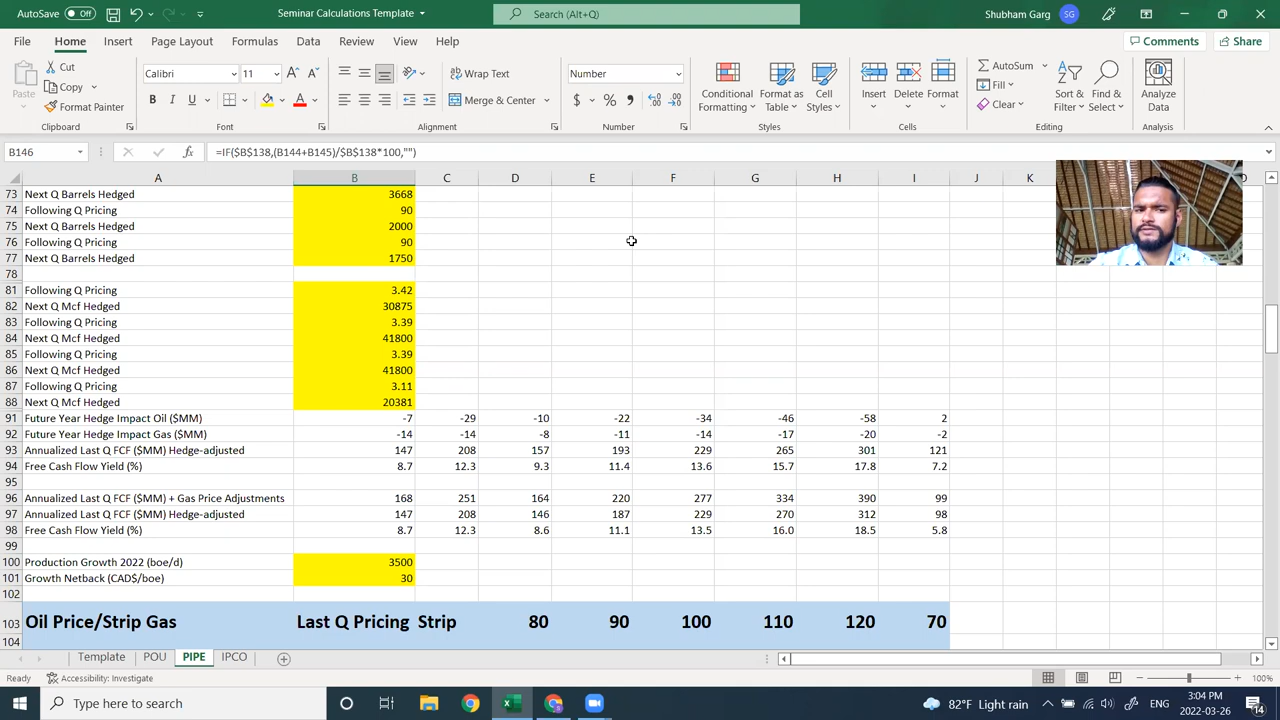 AutoSave Off
Seminar Calculations Template
Search (Alt+Q)
Shubham Garg SG
File Home Insert Page Layout Formulas Data Review View Help
Comments Share
Paste
Cut
Copy
Format Painter
Clipboard
Calibri 11
B I U
Font
Wrap Text
Merge & Center
Alignment
Number
$ % 9
Number
Conditional Formatting
Format as Table
Cell Styles
Styles
Insert Delete Format
Cells
AutoSum
Fill
Clear
Sort & Filter
Find & Select
Editing
Analyze Data
Analysis
B146 fx =IF($B$138,(B144+B145)/$B$138*100,"")
A B C D E F G H I J K
73 Next Q Barrels Hedged 3668
74 Following Q Pricing 90
75 Next Q Barrels Hedged 2000
76 Following Q Pricing 90
77 Next Q Barrels Hedged 1750
78
81 Following Q Pricing 3.42
82 Next Q Mcf Hedged 30875
83 Following Q Pricing 3.39
84 Next Q Mcf Hedged 41800
85 Following Q Pricing 3.39
86 Next Q Mcf Hedged 41800
87 Following Q Pricing 3.11
88 Next Q Mcf Hedged 20381
91 Future Year Hedge Impact Oil ($MM) -7 -29 -10 -22 -34 -46 -58 2
92 Future Year Hedge Impact Gas ($MM) -14 -14 -8 -11 -14 -17 -20 -2
93 Annualized Last Q FCF ($MM) Hedge-adjusted 147 208 157 193 229 265 301 121
94 Free Cash Flow Yield (%) 8.7 12.3 9.3 11.4 13.6 15.7 17.8 7.2
95
96 Annualized Last Q FCF ($MM) + Gas Price Adjustments 168 251 164 220 277 334 390 99
97 Annualized Last Q FCF ($MM) Hedge-adjusted 147 208 146 187 229 270 312 98
98 Free Cash Flow Yield (%) 8.7 12.3 8.6 11.1 13.5 16.0 18.5 5.8
99
100 Production Growth 2022 (boe/d) 3500
101 Growth Netback (CAD$/boe) 30
102
103 Oil Price/Strip Gas Last Q Pricing Strip 80 90 100 110 120 70
104
Template POU PIPE IPCO
Ready Accessibility: Investigate
100%
Type here to search
82°F Light rain
ENG
3:04 PM
2022-03-26